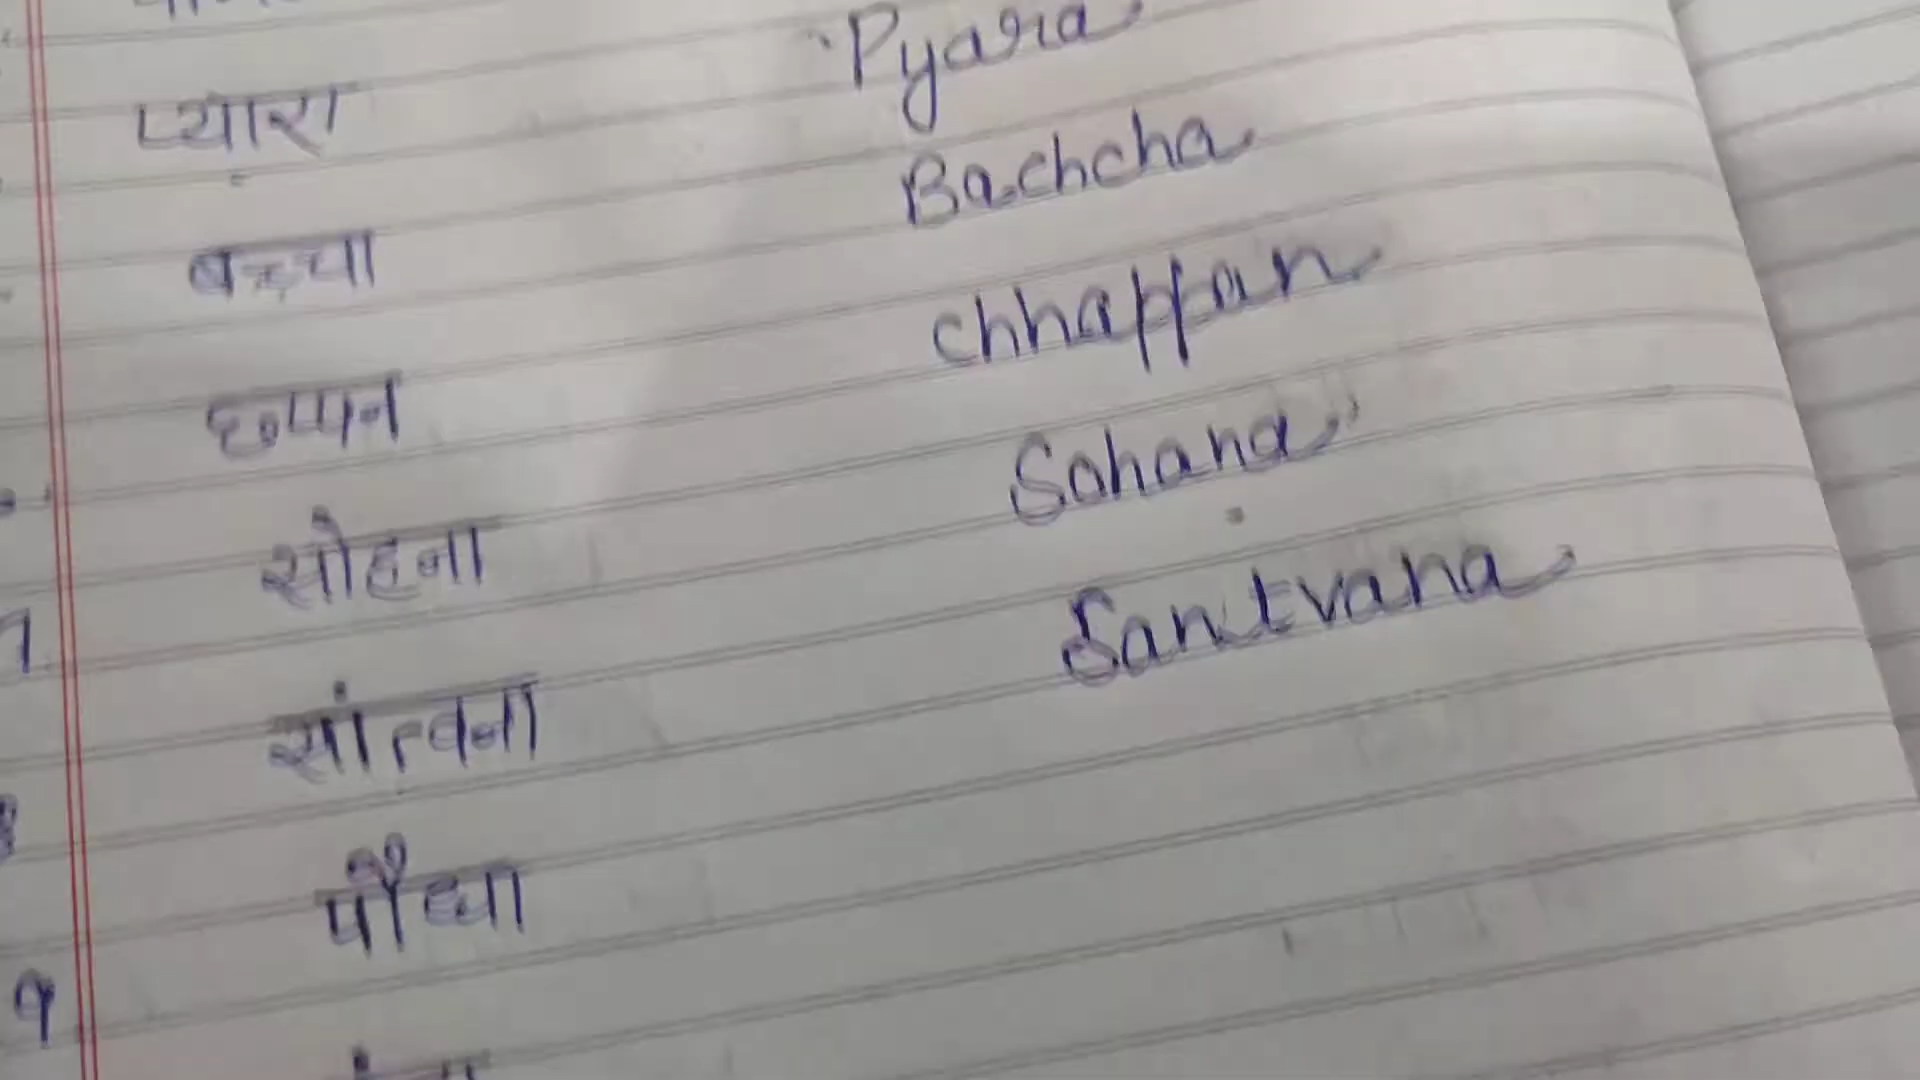 प्यारा Pyara
बच्चा Bachcha
छप्पन chhappan
सोहना Sohana
सांत्वना Santvana
पौधा